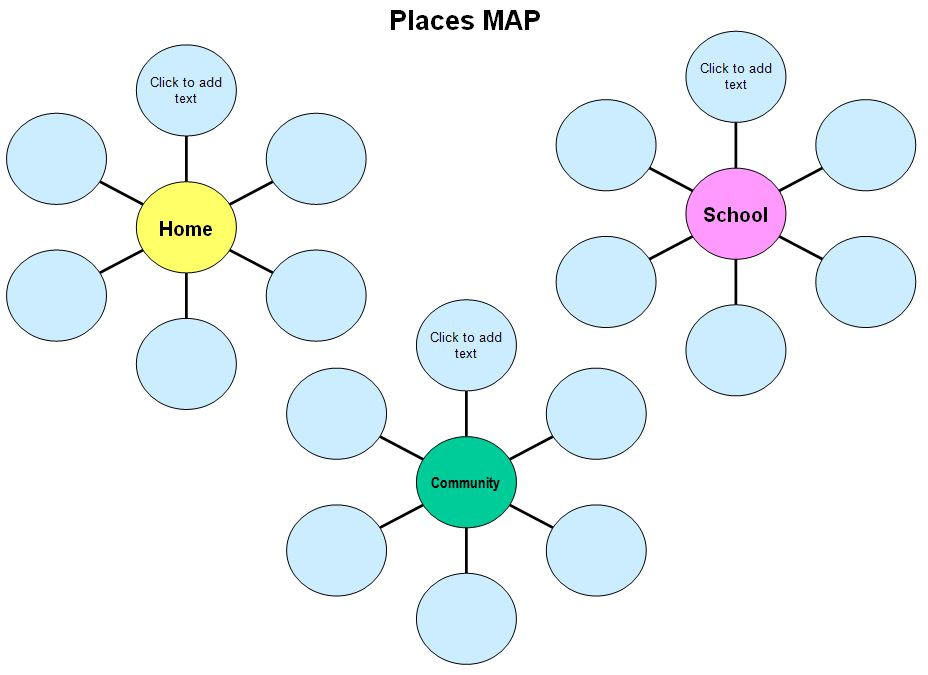 Places MAP
Click to add
text
Home
Click to add
text
School
Click to add
text
Community